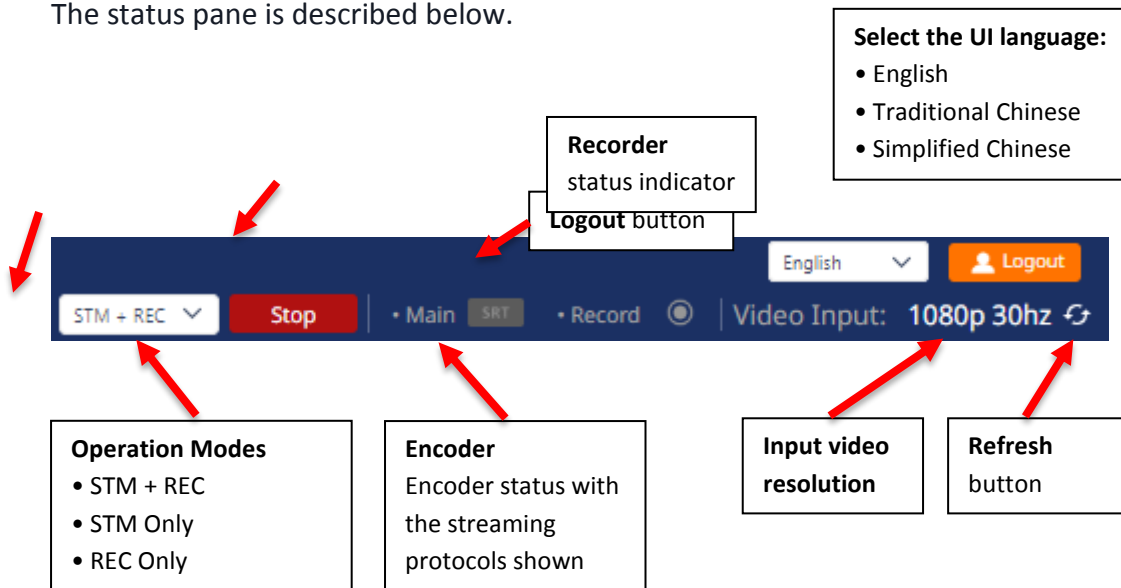 The status pane is described below.
Select the UI language:
• English
• Traditional Chinese
• Simplified Chinese
Recorder
status indicator
Logout button
English
Logout
STM + REC
Stop
• Main SRT
• Record
Video Input: 1080p 30hz
Operation Modes
• STM + REC
• STM Only
• REC Only
Encoder
Encoder status with
the streaming
protocols shown
Input video
resolution
Refresh
button